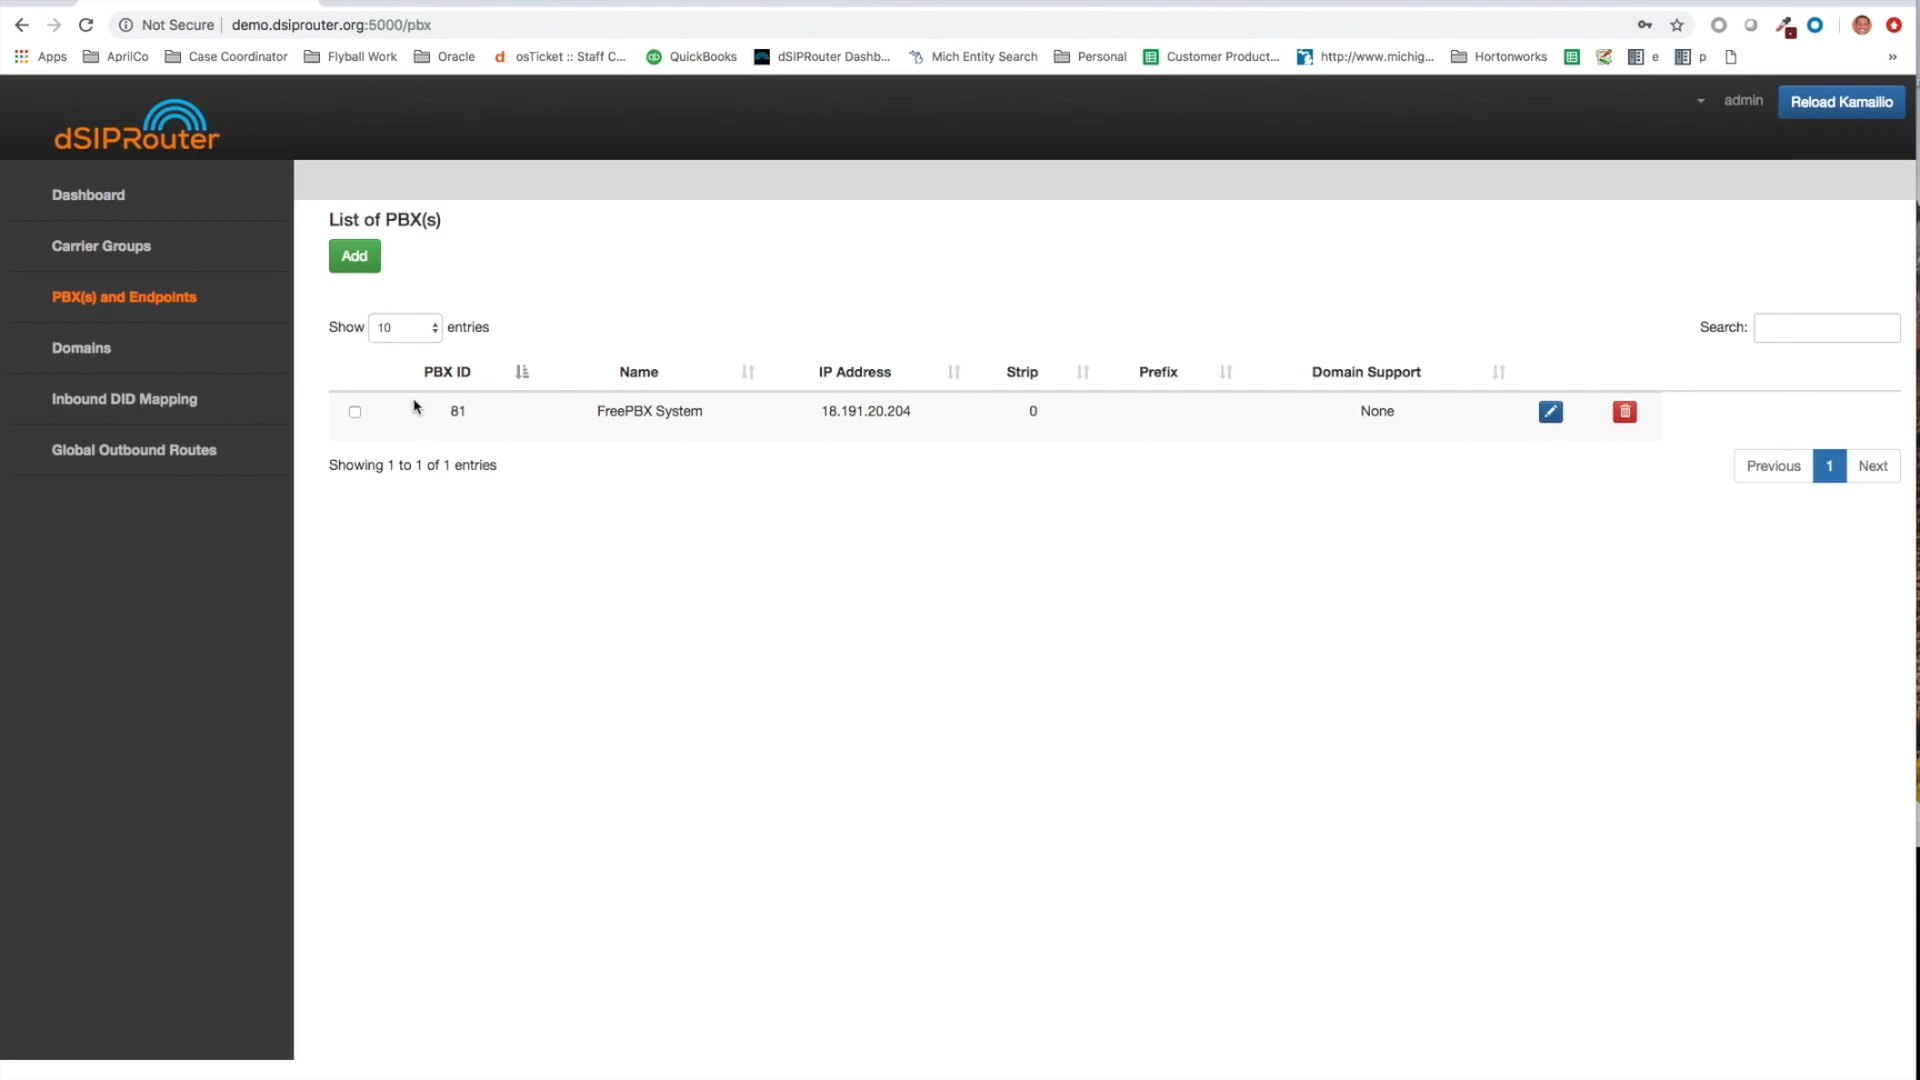 Not Secure | demo.dsiprouter.org:5000/pbx
Apps AprilCo Case Coordinator Flyball Work Oracle osTicket :: Staff C... QuickBooks dSIPRouter Dashb... Mich Entity Search Personal Customer Product... http://www.michig... Hortonworks e p »
dSIPRouter
admin Reload Kamailio
Dashboard
Carrier Groups
PBX(s) and Endpoints
Domains
Inbound DID Mapping
Global Outbound Routes
List of PBX(s)
Add
Show 10 entries Search:
PBX ID Name IP Address Strip Prefix Domain Support
81 FreePBX System 18.191.20.204 0 None
Showing 1 to 1 of 1 entries Previous 1 Next